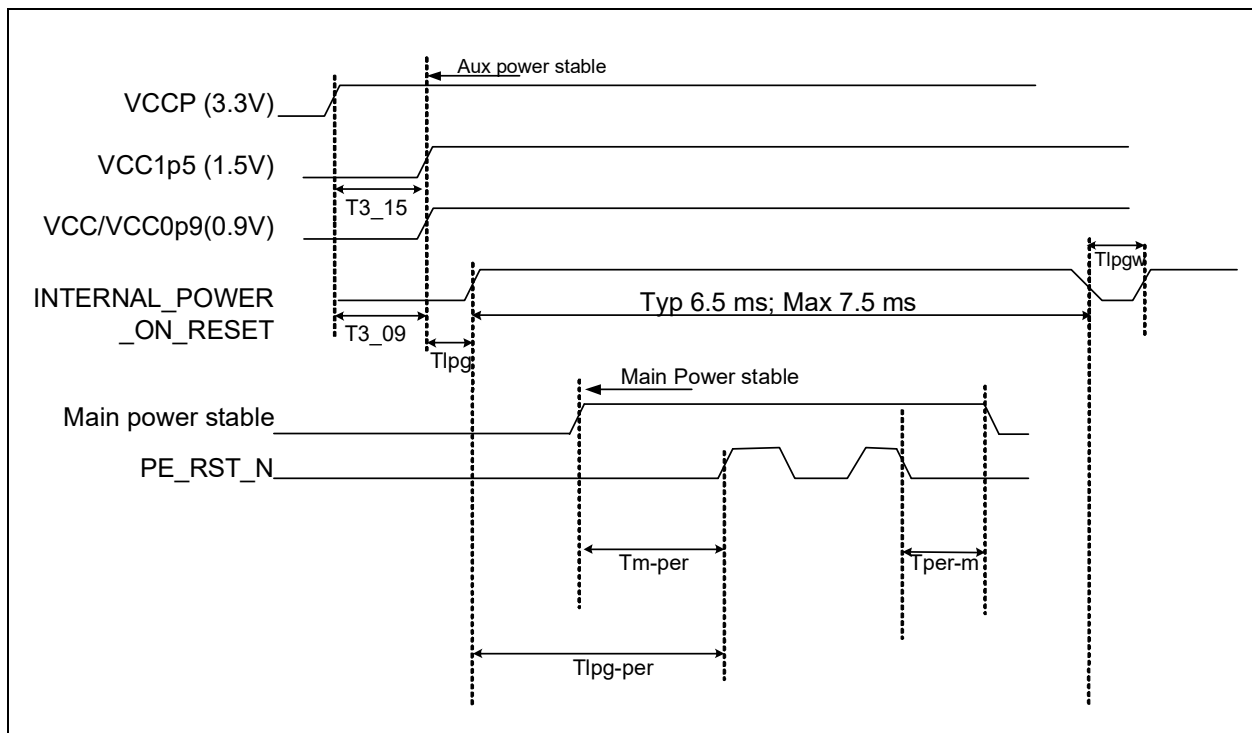 Aux power stable
VCCP (3.3V)
VCC1p5 (1.5V)
T3_15
VCC/VCC0p9(0.9V)
Tlpgw
INTERNAL_POWER
_ON_RESET
Typ 6.5 ms; Max 7.5 ms
T3_09
Tlpg
Main Power stable
Main power stable
PE_RST_N
Tm-per
Tper-m
Tlpg-per